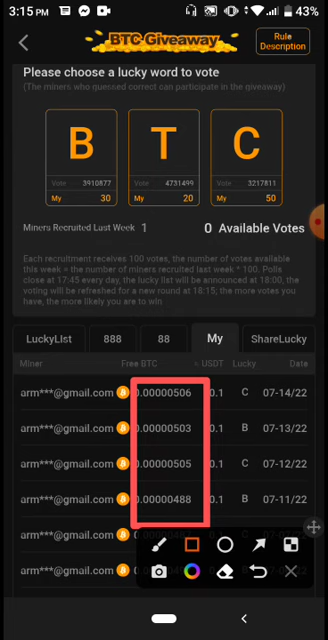 3:15 PM 43%
BTC Giveaway
Rule Description
Please choose a lucky word to vote
(The miners who guessed correct can participate in the giveaway)
B T C
Vote 3910877 Vote 4731499 Vote 3217811
My 30 My 20 My 50
Miners Recruited Last Week 1 0 Available Votes
Each recruitment receives 100 votes, the number of votes available
this week = the number of miners recruited last week * 100. Polls
close at 17:45 every day, the lucky list will be announced at 18:00,
the voting will be refreshed for a new round at 18:15; the more votes you
have, the more likely you are to win
LuckyList 888 88 My ShareLucky
Miner Free BTC ≈ USDT Lucky Date
arm***@gmail.com 0.00000506 0.1 C 07-14/22
arm***@gmail.com 0.00000503 0.1 B 07-13/22
arm***@gmail.com 0.00000505 0.1 C 07-12/22
arm***@gmail.com 0.00000488 0.1 B 07-11/22
arm***@gmail.com
arm***@gmail.com